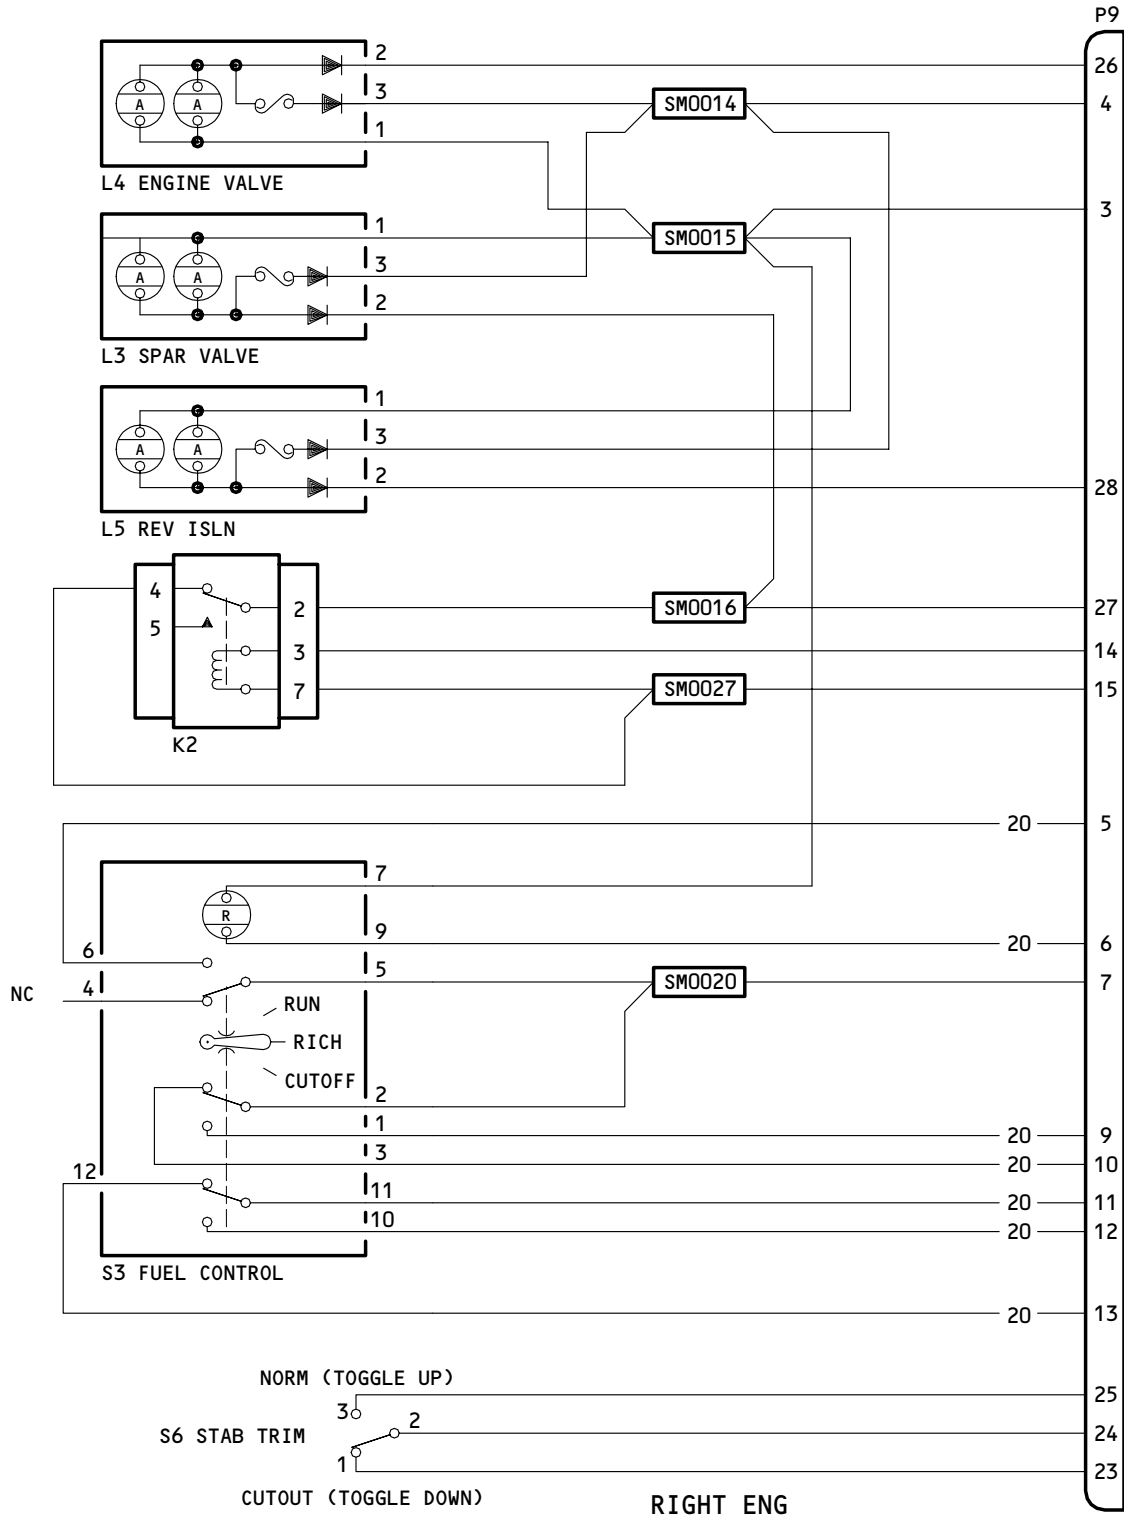 P9
2
26
A
A
3
SM0014
4
1
L4 ENGINE VALVE
3
1
SM0015
A
A
3
2
L3 SPAR VALVE
1
A
A
3
2
28
L5 REV ISLN
4
2
SM0016
27
5
3
14
7
SM0027
15
K2
20
5
7
R
9
20
6
6
5
SM0020
7
NC
4
RUN
RICH
CUTOFF
2
1
20
9
3
20
10
12
11
20
11
10
20
12
S3 FUEL CONTROL
20
13
NORM (TOGGLE UP)
25
3
2
24
S6 STAB TRIM
1
23
CUTOUT (TOGGLE DOWN)
RIGHT ENG